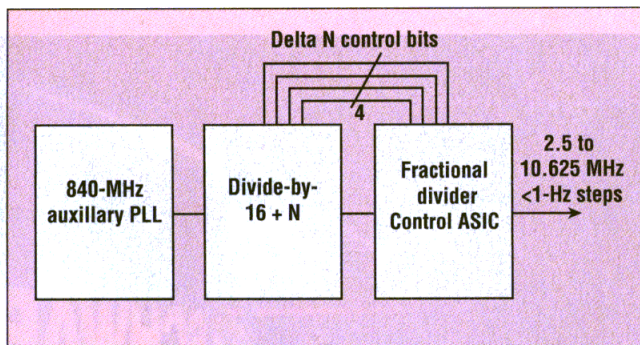 Delta N control bits
4
840-MHz
auxillary PLL
Divide-by-
16 + N
Fractional
divider
Control ASIC
2.5 to
10.625 MHz
<1-Hz steps